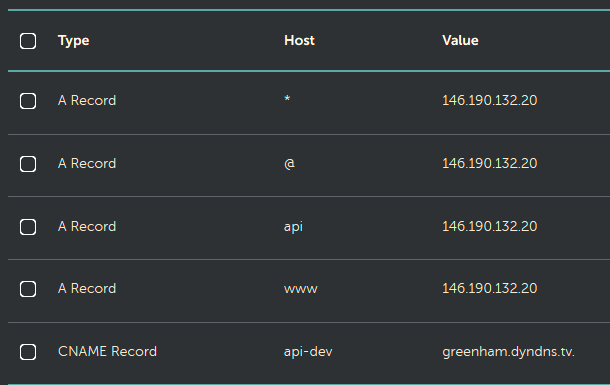 Type Host Value
A Record * 146.190.132.20
A Record @ 146.190.132.20
A Record api 146.190.132.20
A Record www 146.190.132.20
CNAME Record api-dev greenham.dyndns.tv.